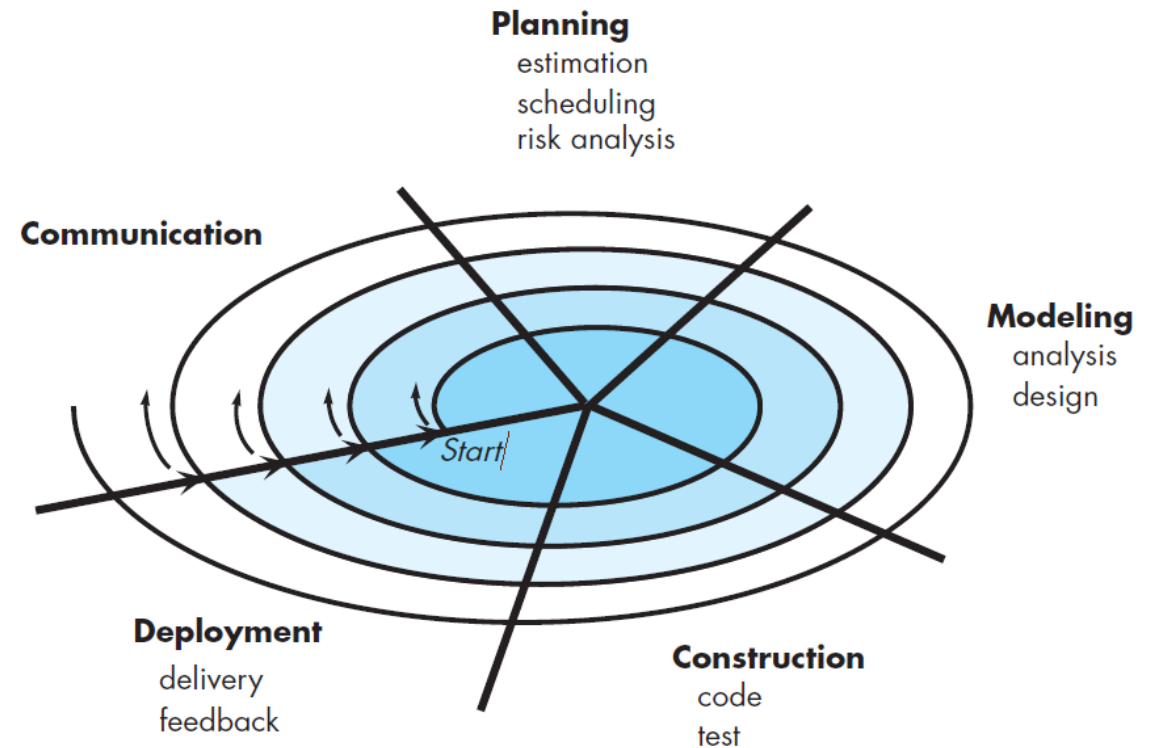 Planning
estimation
scheduling
risk analysis
Communication
Modeling
analysis
design
Start
Deployment
delivery
feedback
Construction
code
test